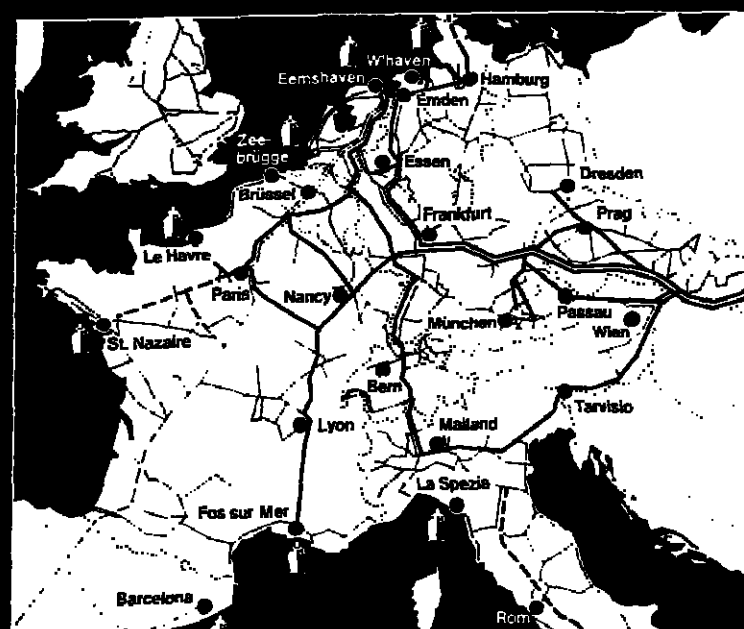 W'haven
Eemshaven
Hamburg
Emden
Zee-
brügge
Essen
Brüssel
Dresden
Frankfurt
Prag
Le Havre
Paris
Nancy
München
Passau
Wien
St. Nazaire
Bern
Tarvisio
Lyon
Mailand
La Spezia
Fos sur Mer
Barcelona
Rom